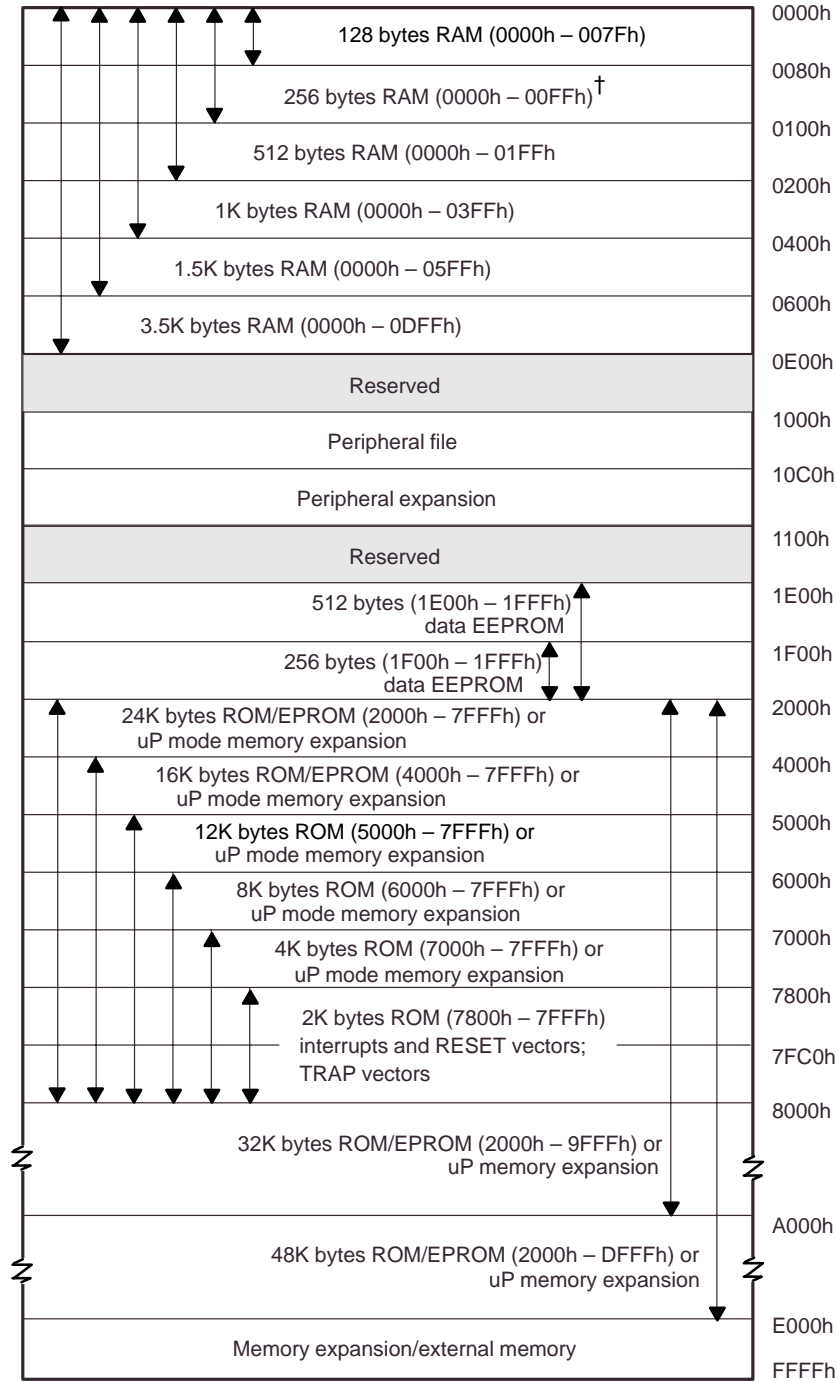 0000h
128 bytes RAM (0000h – 007Fh)
0080h
256 bytes RAM (0000h – 00FFh)†
0100h
512 bytes RAM (0000h – 01FFh
0200h
1K bytes RAM (0000h – 03FFh)
0400h
1.5K bytes RAM (0000h – 05FFh)
0600h
3.5K bytes RAM (0000h – 0DFFh)
0E00h
Reserved
1000h
Peripheral file
10C0h
Peripheral expansion
1100h
Reserved
1E00h
512 bytes (1E00h – 1FFFh)
data EEPROM
1F00h
256 bytes (1F00h – 1FFFh)
data EEPROM
2000h
24K bytes ROM/EPROM (2000h – 7FFFh) or
uP mode memory expansion
4000h
16K bytes ROM/EPROM (4000h – 7FFFh) or
uP mode memory expansion
5000h
12K bytes ROM (5000h – 7FFFh) or
uP mode memory expansion
6000h
8K bytes ROM (6000h – 7FFFh) or
uP mode memory expansion
7000h
4K bytes ROM (7000h – 7FFFh) or
uP mode memory expansion
7800h
2K bytes ROM (7800h – 7FFFh)
interrupts and RESET vectors;
7FC0h
TRAP vectors
8000h
32K bytes ROM/EPROM (2000h – 9FFFh) or
uP memory expansion
A000h
48K bytes ROM/EPROM (2000h – DFFFh) or
uP memory expansion
E000h
Memory expansion/external memory
FFFFh